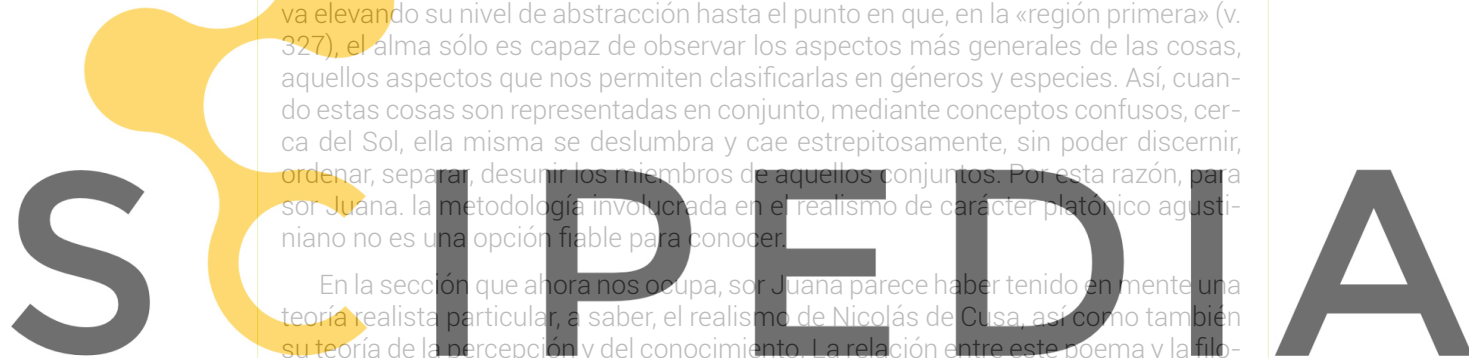 va elevando su nivel de abstracción hasta el punto en que, en la «región primera» (v.
327), el alma sólo es capaz de observar los aspectos más generales de las cosas,
aquellos aspectos que nos permiten clasificarlas en géneros y especies. Así, cuan-
do estas cosas son representadas en conjunto, mediante conceptos confusos, cer-
ca del Sol, ella misma se deslumbra y cae estrepitosamente, sin poder discernir,
ordenar, separar, desunir los miembros de aquellos conjuntos. Por esta razón, para
sor Juana. la metodología involucrada en el realismo de carácter platónico agusti-
niano no es una opción fiable para conocer.
En la sección que ahora nos ocupa, sor Juana parece haber tenido en mente una
teoría realista particular, a saber, el realismo de Nicolás de Cusa, así como también
su teoría de la percepción y del conocimiento. La relación entre este poema y la filo-
SCIPEDIA